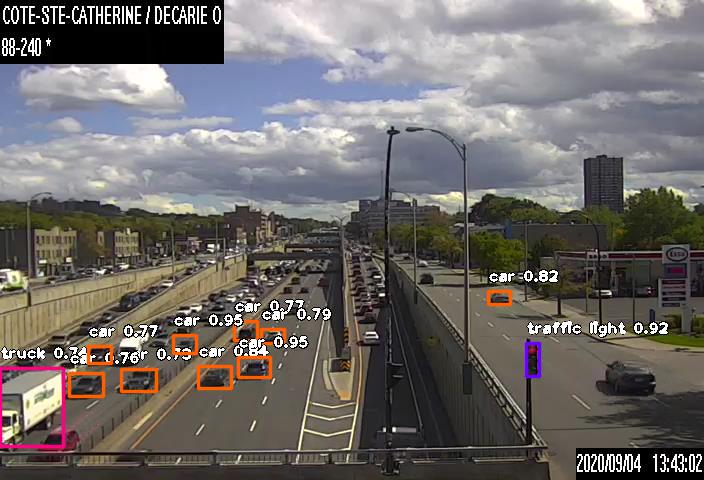 COTE-STE-CATHERINE / DECARIE O
88-240 *
car 0.82
car 0.77
car 0.79
car 0.95
car 0.77
traffic light 0.92
car 0.95
truck 0.74
car 0.76
car 0.84
Esso
2020/09/04 13:43:02